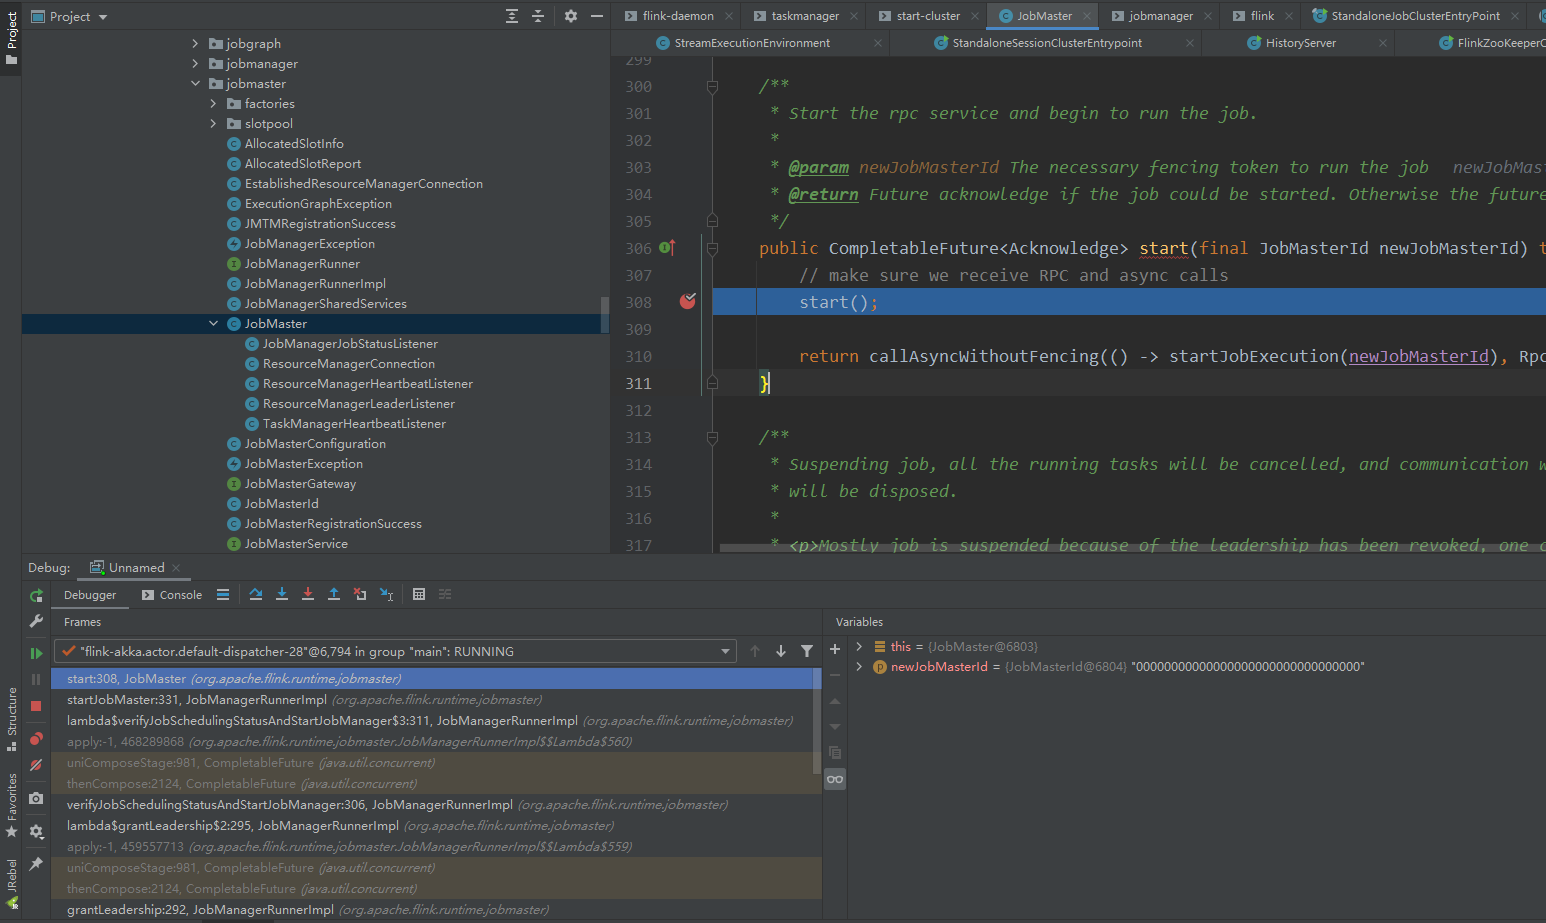 Project
Project
flink-daemon
taskmanager
start-cluster
JobMaster
jobmanager
flink
StandaloneJobClusterEntryPoint
StreamExecutionEnvironment
StandaloneSessionClusterEntrypoint
HistoryServer
FlinkZooKeeperC
jobgraph
jobmanager
jobmaster
factories
slotpool
AllocatedSlotInfo
AllocatedSlotReport
EstablishedResourceManagerConnection
ExecutionGraphException
JMTMRegistrationSuccess
JobManagerException
JobManagerRunner
JobManagerRunnerImpl
JobManagerSharedServices
JobMaster
JobManagerJobStatusListener
ResourceManagerConnection
ResourceManagerHeartbeatListener
ResourceManagerLeaderListener
TaskManagerHeartbeatListener
JobMasterConfiguration
JobMasterException
JobMasterGateway
JobMasterId
JobMasterRegistrationSuccess
JobMasterService
299
300 /**
301 * Start the rpc service and begin to run the job.
302 *
303 * @param newJobMasterId The necessary fencing token to run the job newJobMas
304 * @return Future acknowledge if the job could be started. Otherwise the future
305 */
306 public CompletableFuture<Acknowledge> start(final JobMasterId newJobMasterId) t
307 // make sure we receive RPC and async calls
308 start();
309
310 return callAsyncWithoutFencing(() -> startJobExecution(newJobMasterId), Rpc
311 }
312
313 /**
314 * Suspending job, all the running tasks will be cancelled, and communication w
315 * will be disposed.
316 *
317 * <p>Mostly job is suspended because of the leadership has been revoked, one c
Debug:
Unnamed
Debugger
Console
Frames
"flink-akka.actor.default-dispatcher-28"@6,794 in group "main": RUNNING
start:308, JobMaster (org.apache.flink.runtime.jobmaster)
startJobMaster:331, JobManagerRunnerImpl (org.apache.flink.runtime.jobmaster)
lambda$verifyJobSchedulingStatusAndStartJobManager$3:311, JobManagerRunnerImpl (org.apache.flink.runtime.jobmaster)
apply:-1, 468289868 (org.apache.flink.runtime.jobmaster.JobManagerRunnerImpl$$Lambda$560)
uniComposeStage:981, CompletableFuture (java.util.concurrent)
thenCompose:2124, CompletableFuture (java.util.concurrent)
verifyJobSchedulingStatusAndStartJobManager:306, JobManagerRunnerImpl (org.apache.flink.runtime.jobmaster)
lambda$grantLeadership$2:295, JobManagerRunnerImpl (org.apache.flink.runtime.jobmaster)
apply:-1, 459557713 (org.apache.flink.runtime.jobmaster.JobManagerRunnerImpl$$Lambda$559)
uniComposeStage:981, CompletableFuture (java.util.concurrent)
thenCompose:2124, CompletableFuture (java.util.concurrent)
grantLeadership:292, JobManagerRunnerImpl (org.apache.flink.runtime.jobmaster)
Variables
this = {JobMaster@6803}
newJobMasterId = {JobMasterId@6804} "00000000000000000000000000000000"
Structure
Favorites
JRebel